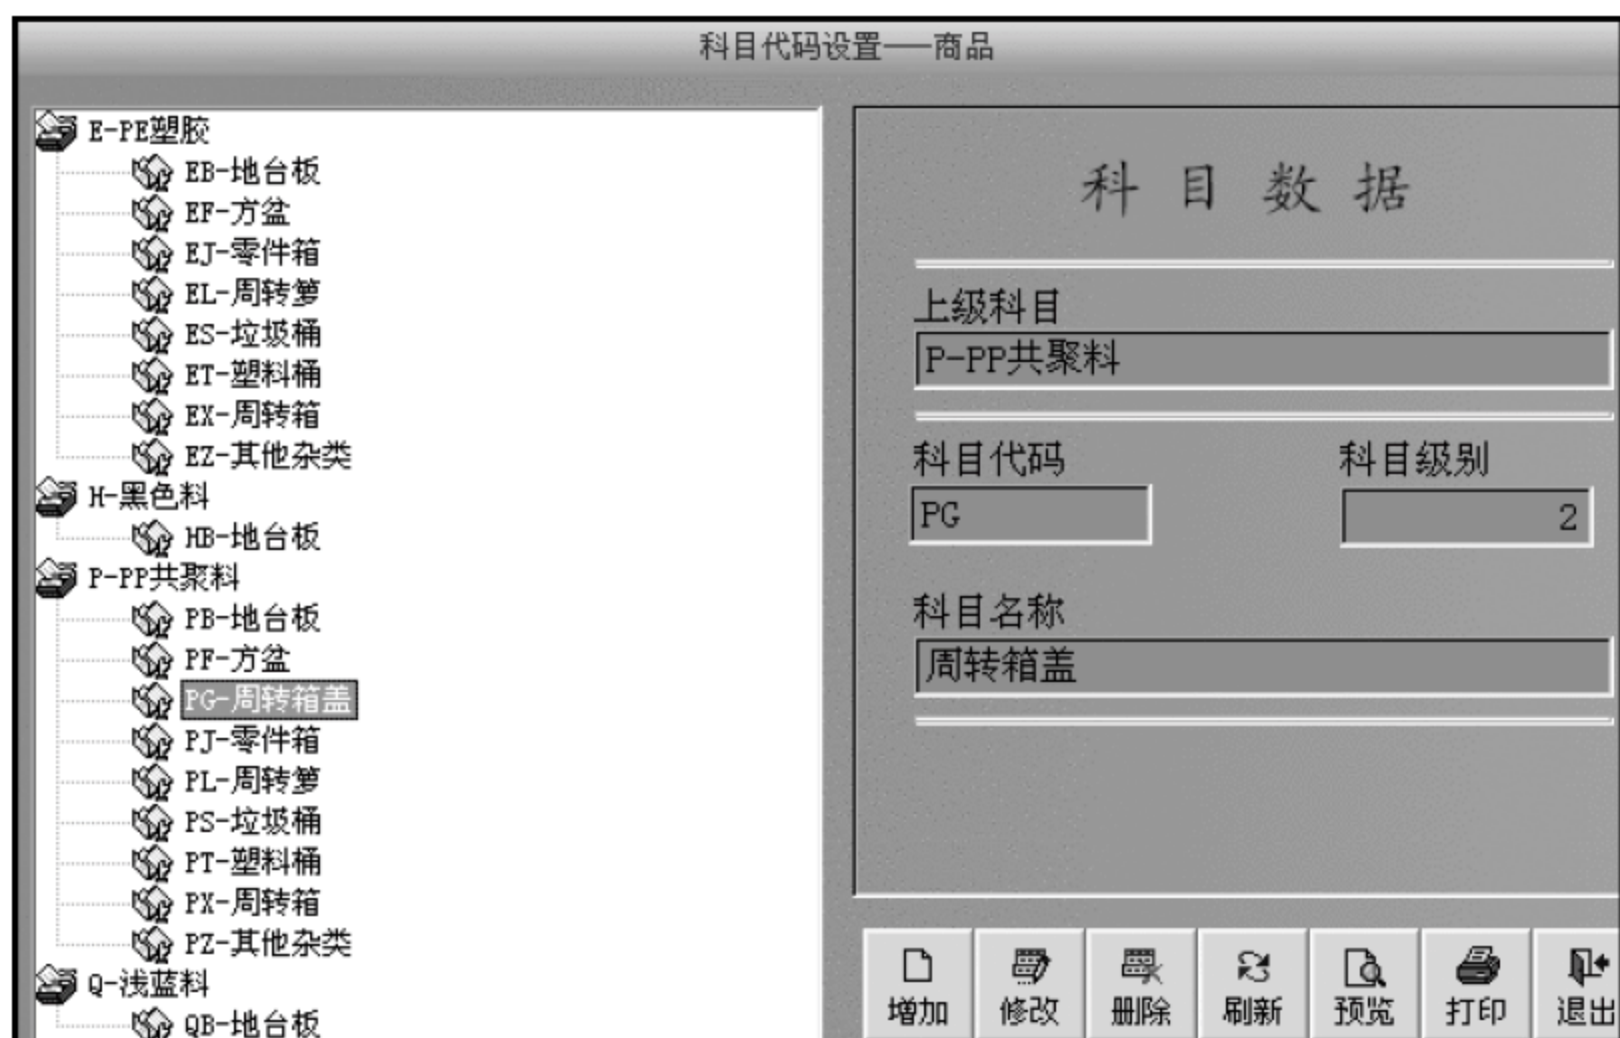 科目代码设置——商品
E-PE塑胶
EB-地台板
EF-方盆
EJ-零件箱
EL-周转箩
ES-垃圾桶
ET-塑料桶
EX-周转箱
EZ-其他杂类
H-黑色料
HB-地台板
P-PP共聚料
PB-地台板
PF-方盆
PG-周转箱盖
PJ-零件箱
PL-周转箩
PS-垃圾桶
PT-塑料桶
PX-周转箱
PZ-其他杂类
Q-浅蓝料
QB-地台板
科目数据
上级科目
P-PP共聚料
科目代码 科目级别
PG 2
科目名称
周转箱盖
增加 修改 删除 刷新 预览 打印 退出